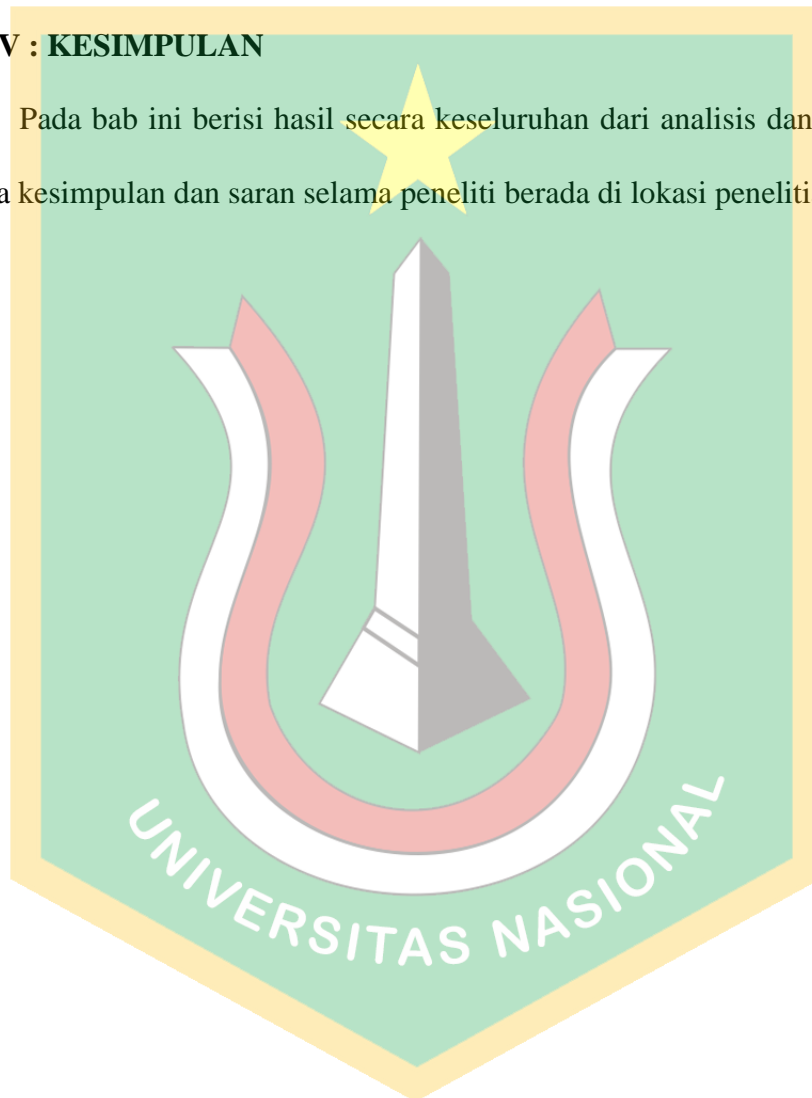 V : KESIMPULAN
Pada bab ini berisi hasil secara keseluruhan dari analisis dan
kesimpulan dan saran selama peneliti berada di lokasi peneliti
UNIVERSITAS NASIONAL